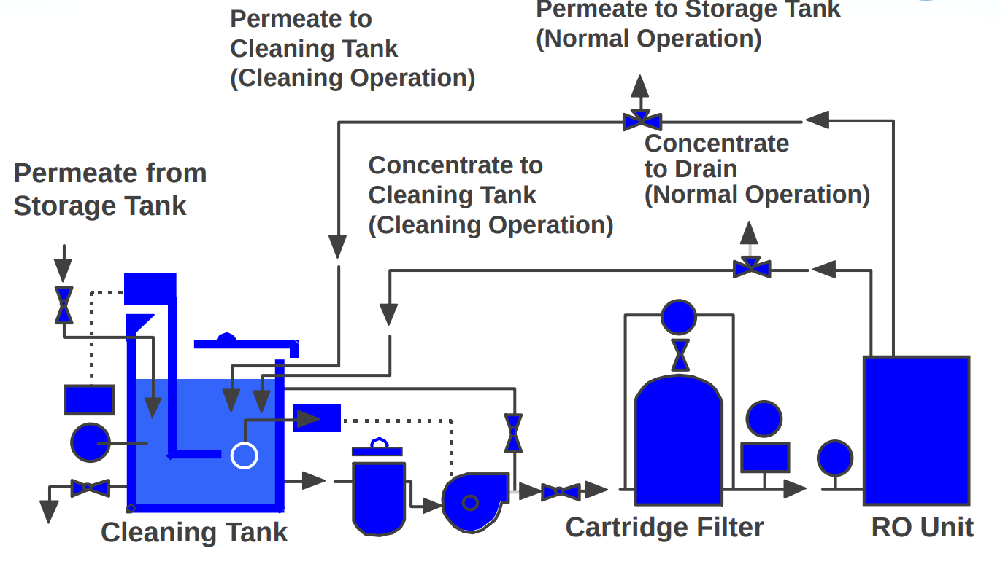 Permeate to
Cleaning Tank
(Cleaning Operation)
Permeate to Storage Tank
(Normal Operation)
Concentrate
to Drain
(Normal Operation)
Concentrate to
Cleaning Tank
(Cleaning Operation)
Permeate from
Storage Tank
Cleaning Tank
Cartridge Filter
RO Unit